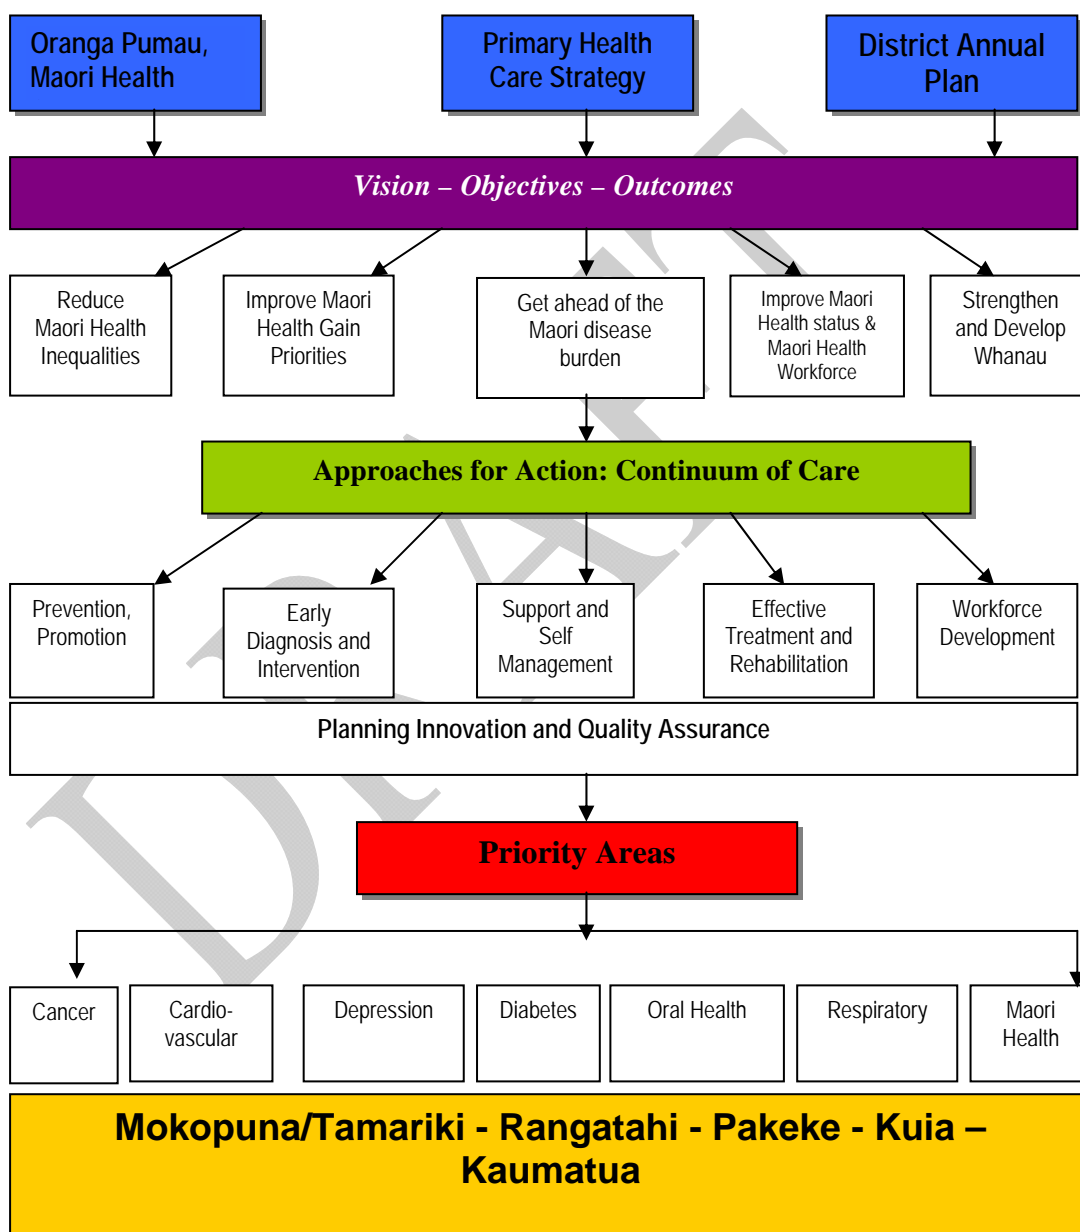 Oranga Pumau,
Maori Health
Primary Health
Care Strategy
District Annual
Plan
Vision – Objectives – Outcomes
Reduce
Maori Health
Inequalities
Improve Maori
Health Gain
Priorities
Get ahead of the
Maori disease
burden
Improve Maori
Health status &
Maori Health
Workforce
Strengthen
and Develop
Whanau
Approaches for Action: Continuum of Care
Prevention,
Promotion
Early
Diagnosis and
Intervention
Support and
Self
Management
Effective
Treatment and
Rehabilitation
Workforce
Development
Planning Innovation and Quality Assurance
Priority Areas
Cancer
Cardio-
vascular
Depression
Diabetes
Oral Health
Respiratory
Maori
Health
Mokopuna/Tamariki - Rangatahi - Pakeke - Kuia –
Kaumatua
DRAFT